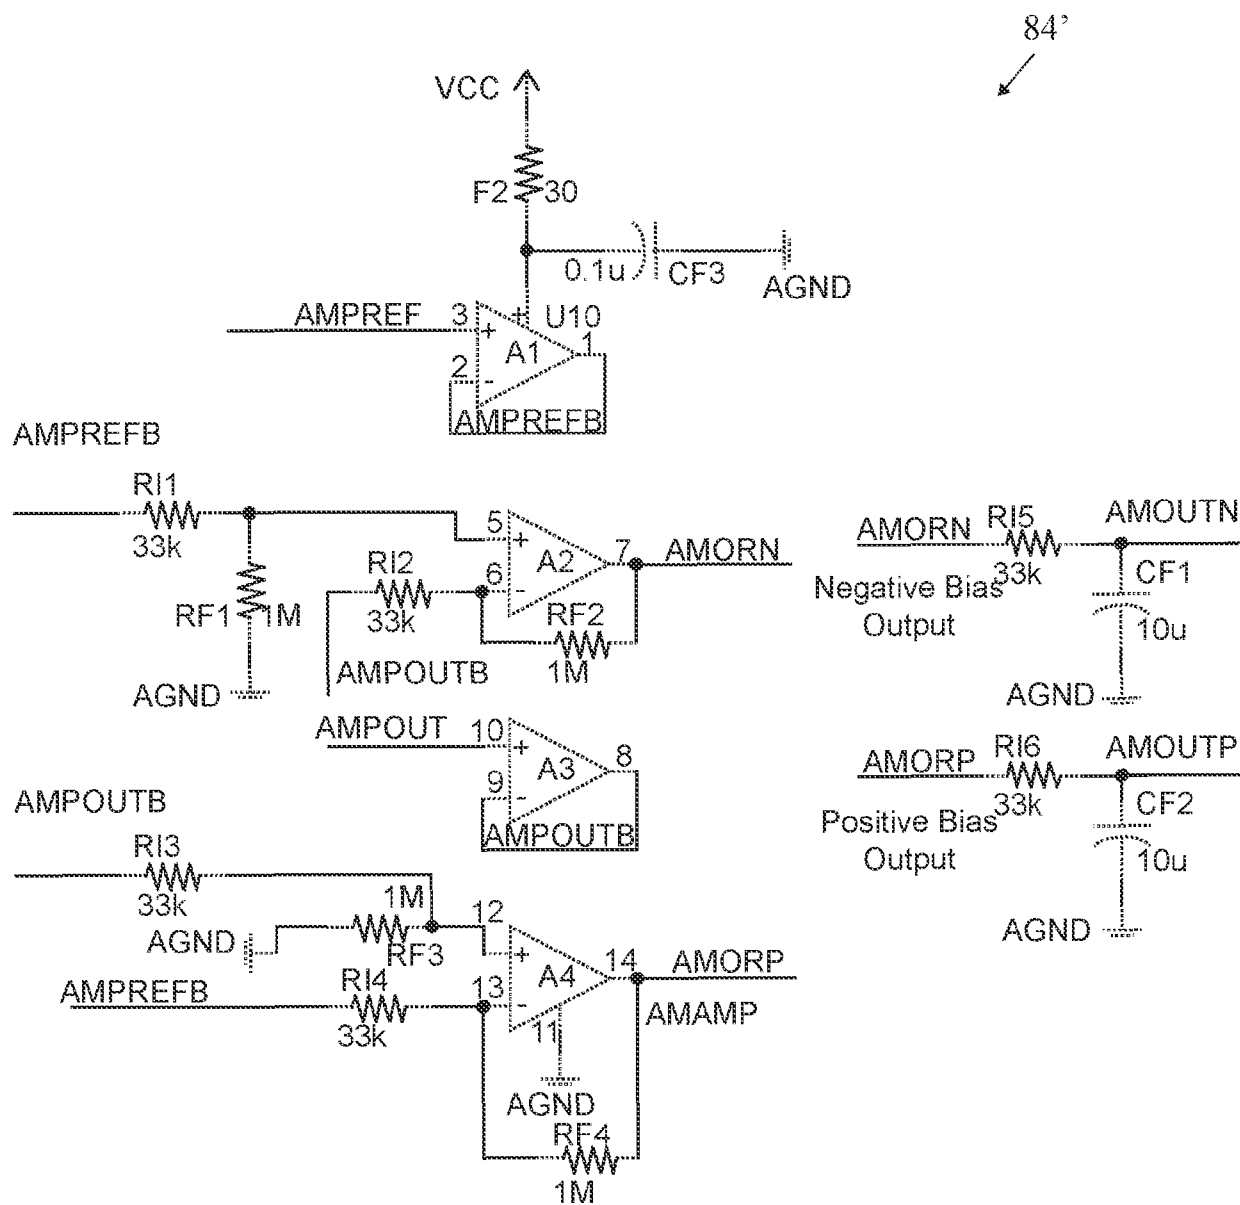 84’
VCC
F2 30
0.1u CF3
AGND
AMPREF 3 + + U10
A1 1
2 -
AMPREFB
AMPREFB
RI1
33k
RF1 1M
AGND
5 + A2 7 AMORN
RI2 6 -
33k
RF2
1M
AMPOUTB
AMORN RI5 AMOUTN
33k CF1
Negative Bias
Output
10u
AGND
AMPOUT 10 + A3 8
9 -
AMPOUTB
AMORP RI6 AMOUTP
33k CF2
Positive Bias
Output
10u
AGND
AMPOUTB
RI3
33k
1M
AGND RF3
12 + A4 14 AMORP
AMPREFB RI4 13 - AMAMP
33k
11
AGND
RF4
1M